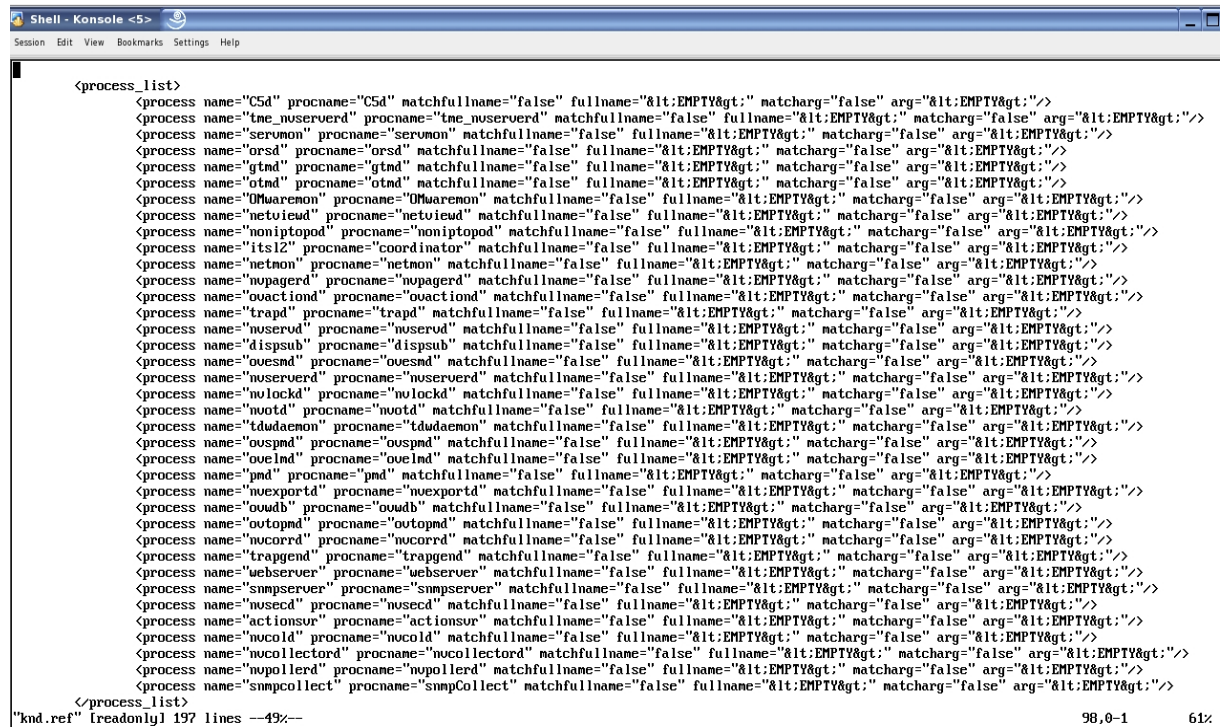 Shell - Konsole <5>
Session Edit View Bookmarks Settings Help
<process_list>
<process name="C5d" procname="C5d" matchfullname="false" fullname="&lt;EMPTY&gt;" matcharg="false" arg="&lt;EMPTY&gt;"/>
<process name="tme_nvserverd" procname="tme_nvserverd" matchfullname="false" fullname="&lt;EMPTY&gt;" matcharg="false" arg="&lt;EMPTY&gt;"/>
<process name="servmon" procname="servmon" matchfullname="false" fullname="&lt;EMPTY&gt;" matcharg="false" arg="&lt;EMPTY&gt;"/>
<process name="orsd" procname="orsd" matchfullname="false" fullname="&lt;EMPTY&gt;" matcharg="false" arg="&lt;EMPTY&gt;"/>
<process name="gtmd" procname="gtmd" matchfullname="false" fullname="&lt;EMPTY&gt;" matcharg="false" arg="&lt;EMPTY&gt;"/>
<process name="otmd" procname="otmd" matchfullname="false" fullname="&lt;EMPTY&gt;" matcharg="false" arg="&lt;EMPTY&gt;"/>
<process name="OMwaremon" procname="OMwaremon" matchfullname="false" fullname="&lt;EMPTY&gt;" matcharg="false" arg="&lt;EMPTY&gt;"/>
<process name="netviewd" procname="netviewd" matchfullname="false" fullname="&lt;EMPTY&gt;" matcharg="false" arg="&lt;EMPTY&gt;"/>
<process name="noniptopod" procname="noniptopod" matchfullname="false" fullname="&lt;EMPTY&gt;" matcharg="false" arg="&lt;EMPTY&gt;"/>
<process name="itsl2" procname="coordinator" matchfullname="false" fullname="&lt;EMPTY&gt;" matcharg="false" arg="&lt;EMPTY&gt;"/>
<process name="netmon" procname="netmon" matchfullname="false" fullname="&lt;EMPTY&gt;" matcharg="false" arg="&lt;EMPTY&gt;"/>
<process name="nvpagerd" procname="nvpagerd" matchfullname="false" fullname="&lt;EMPTY&gt;" matcharg="false" arg="&lt;EMPTY&gt;"/>
<process name="ovactiond" procname="ovactiond" matchfullname="false" fullname="&lt;EMPTY&gt;" matcharg="false" arg="&lt;EMPTY&gt;"/>
<process name="trapd" procname="trapd" matchfullname="false" fullname="&lt;EMPTY&gt;" matcharg="false" arg="&lt;EMPTY&gt;"/>
<process name="nvservd" procname="nvservd" matchfullname="false" fullname="&lt;EMPTY&gt;" matcharg="false" arg="&lt;EMPTY&gt;"/>
<process name="dispsub" procname="dispsub" matchfullname="false" fullname="&lt;EMPTY&gt;" matcharg="false" arg="&lt;EMPTY&gt;"/>
<process name="ovesmd" procname="ovesmd" matchfullname="false" fullname="&lt;EMPTY&gt;" matcharg="false" arg="&lt;EMPTY&gt;"/>
<process name="nvserverd" procname="nvserverd" matchfullname="false" fullname="&lt;EMPTY&gt;" matcharg="false" arg="&lt;EMPTY&gt;"/>
<process name="nvlockd" procname="nvlockd" matchfullname="false" fullname="&lt;EMPTY&gt;" matcharg="false" arg="&lt;EMPTY&gt;"/>
<process name="nvotd" procname="nvotd" matchfullname="false" fullname="&lt;EMPTY&gt;" matcharg="false" arg="&lt;EMPTY&gt;"/>
<process name="tdwdaemon" procname="tdwdaemon" matchfullname="false" fullname="&lt;EMPTY&gt;" matcharg="false" arg="&lt;EMPTY&gt;"/>
<process name="ovspmd" procname="ovspmd" matchfullname="false" fullname="&lt;EMPTY&gt;" matcharg="false" arg="&lt;EMPTY&gt;"/>
<process name="ovelmd" procname="ovelmd" matchfullname="false" fullname="&lt;EMPTY&gt;" matcharg="false" arg="&lt;EMPTY&gt;"/>
<process name="pmd" procname="pmd" matchfullname="false" fullname="&lt;EMPTY&gt;" matcharg="false" arg="&lt;EMPTY&gt;"/>
<process name="nvexportd" procname="nvexportd" matchfullname="false" fullname="&lt;EMPTY&gt;" matcharg="false" arg="&lt;EMPTY&gt;"/>
<process name="ovwdb" procname="ovwdb" matchfullname="false" fullname="&lt;EMPTY&gt;" matcharg="false" arg="&lt;EMPTY&gt;"/>
<process name="ovtopmd" procname="ovtopmd" matchfullname="false" fullname="&lt;EMPTY&gt;" matcharg="false" arg="&lt;EMPTY&gt;"/>
<process name="nvcorrd" procname="nvcorrd" matchfullname="false" fullname="&lt;EMPTY&gt;" matcharg="false" arg="&lt;EMPTY&gt;"/>
<process name="trapgend" procname="trapgend" matchfullname="false" fullname="&lt;EMPTY&gt;" matcharg="false" arg="&lt;EMPTY&gt;"/>
<process name="webserver" procname="webserver" matchfullname="false" fullname="&lt;EMPTY&gt;" matcharg="false" arg="&lt;EMPTY&gt;"/>
<process name="snmpserver" procname="snmpserver" matchfullname="false" fullname="&lt;EMPTY&gt;" matcharg="false" arg="&lt;EMPTY&gt;"/>
<process name="nvsecd" procname="nvsecd" matchfullname="false" fullname="&lt;EMPTY&gt;" matcharg="false" arg="&lt;EMPTY&gt;"/>
<process name="actionsvr" procname="actionsvr" matchfullname="false" fullname="&lt;EMPTY&gt;" matcharg="false" arg="&lt;EMPTY&gt;"/>
<process name="nvcold" procname="nvcold" matchfullname="false" fullname="&lt;EMPTY&gt;" matcharg="false" arg="&lt;EMPTY&gt;"/>
<process name="nvcollectord" procname="nvcollectord" matchfullname="false" fullname="&lt;EMPTY&gt;" matcharg="false" arg="&lt;EMPTY&gt;"/>
<process name="nvpollerd" procname="nvpollerd" matchfullname="false" fullname="&lt;EMPTY&gt;" matcharg="false" arg="&lt;EMPTY&gt;"/>
<process name="snmpcollect" procname="snmpCollect" matchfullname="false" fullname="&lt;EMPTY&gt;" matcharg="false" arg="&lt;EMPTY&gt;"/>
</process_list>
"knd.ref" [readonly] 197 lines --49%-- 98,0-1 61%